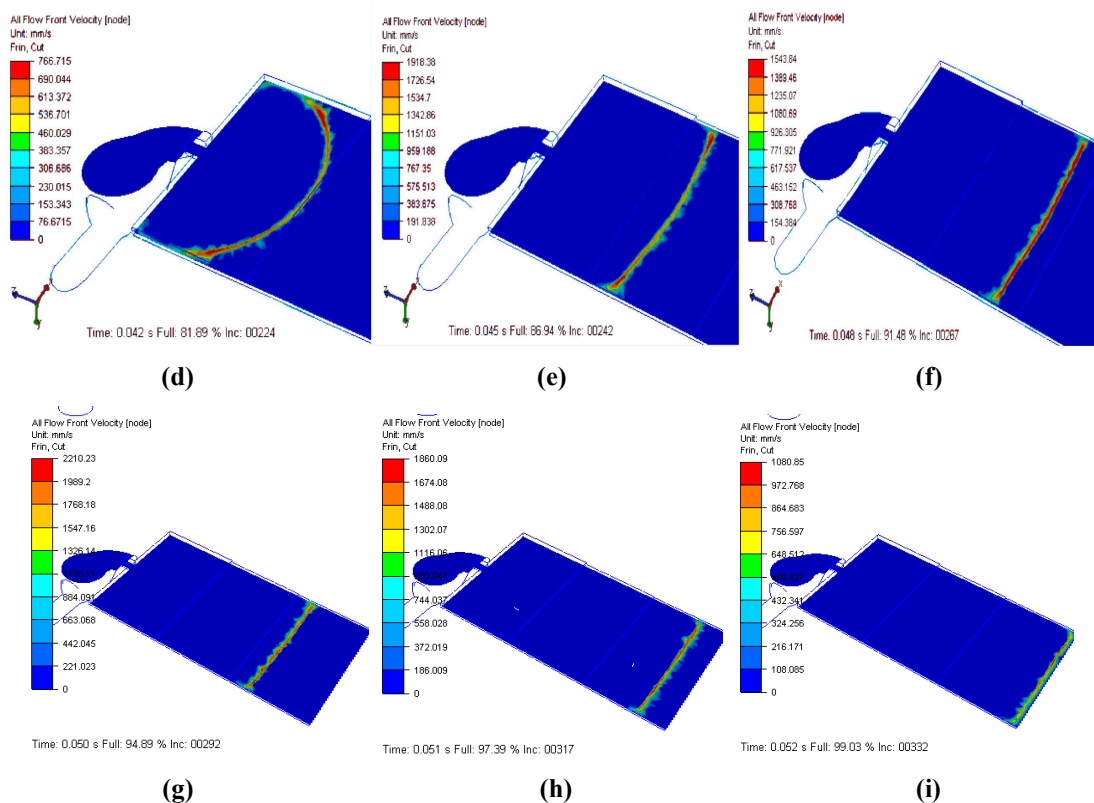 All Flow Front Velocity [node]
Unit: mm/s
Frin, Cut
766.715
690.044
613.372
536.701
460.029
383.357
306.686
230.015
153.343
76.6715
0
Time: 0.042 s Full: 81.89 % Inc: 00224
(d)
All Flow Front Velocity [node]
Unit: mm/s
Frin, Cut
1918.38
1726.54
1534.7
1342.86
1151.03
959.188
767.35
575.513
383.675
191.838
0
Time: 0.045 s Full: 86.94 % Inc: 00242
(e)
All Flow Front Velocity [node]
Unit: mm/s
Frin, Cut
1543.84
1389.46
1235.07
1080.69
926.305
771.921
617.537
463.152
308.768
154.384
0
Time: 0.048 s Full: 91.48 % Inc: 00267
(f)
All Flow Front Velocity [node]
Unit: mm/s
Frin, Cut
2210.23
1989.2
1768.18
1547.16
1326.14
884.091
663.068
442.045
221.023
0
Time: 0.050 s Full: 94.89 % Inc: 00292
(g)
All Flow Front Velocity [node]
Unit: mm/s
Frin, Cut
1860.09
1674.08
1488.08
1302.07
1116.06
744.037
558.028
372.019
186.009
0
Time: 0.051 s Full: 97.39 % Inc: 00317
(h)
All Flow Front Velocity [node]
Unit: mm/s
Frin, Cut
1080.85
972.768
864.683
756.597
648.512
432.341
324.256
216.171
108.085
0
Time: 0.052 s Full: 99.03 % Inc: 00332
(i)